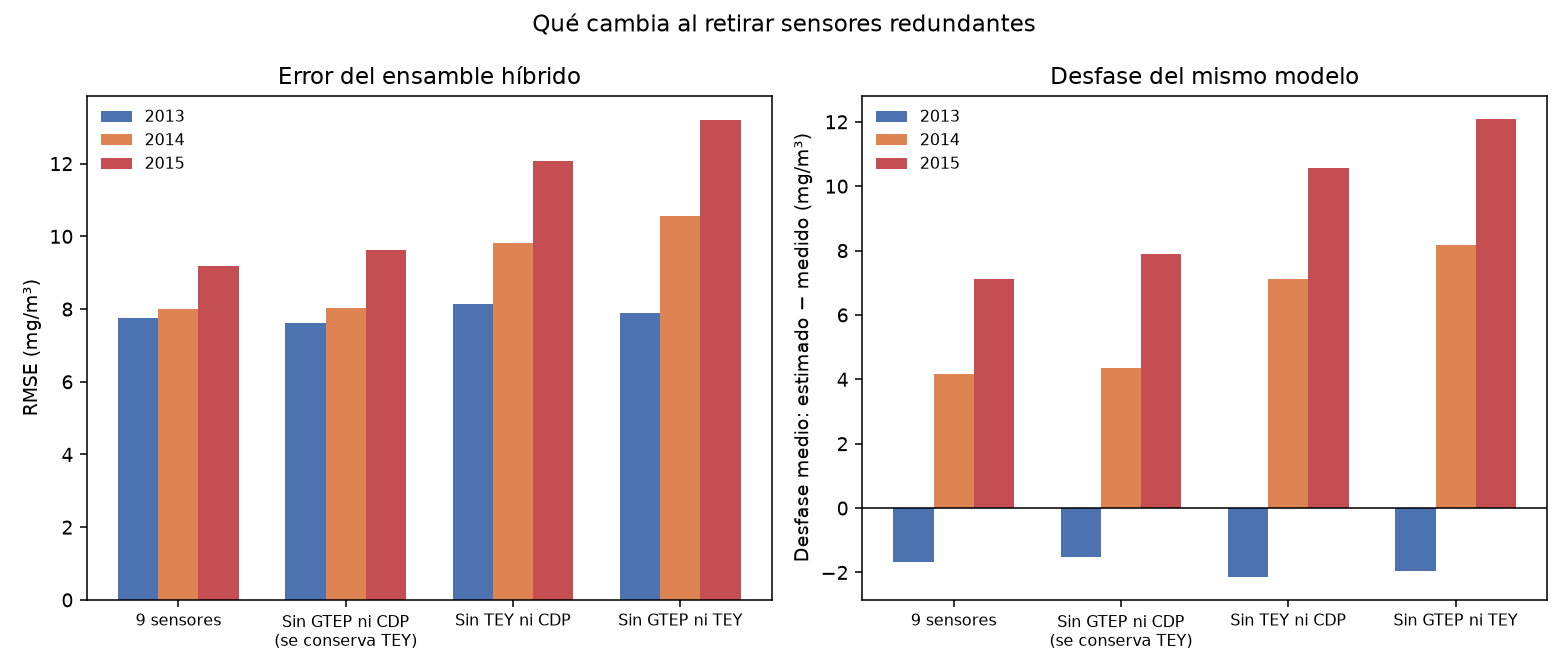 Qué cambia al retirar sensores redundantes
Error del ensamble híbrido
2013
2014
2015
RMSE (mg/m³)
12
10
8
6
4
2
0
9 sensores
Sin GTEP ni CDP
(se conserva TEY)
Sin TEY ni CDP
Sin GTEP ni TEY
Desfase del mismo modelo
2013
2014
2015
Desfase medio: estimado − medido (mg/m³)
12
10
8
6
4
2
0
−2
9 sensores
Sin GTEP ni CDP
(se conserva TEY)
Sin TEY ni CDP
Sin GTEP ni TEY